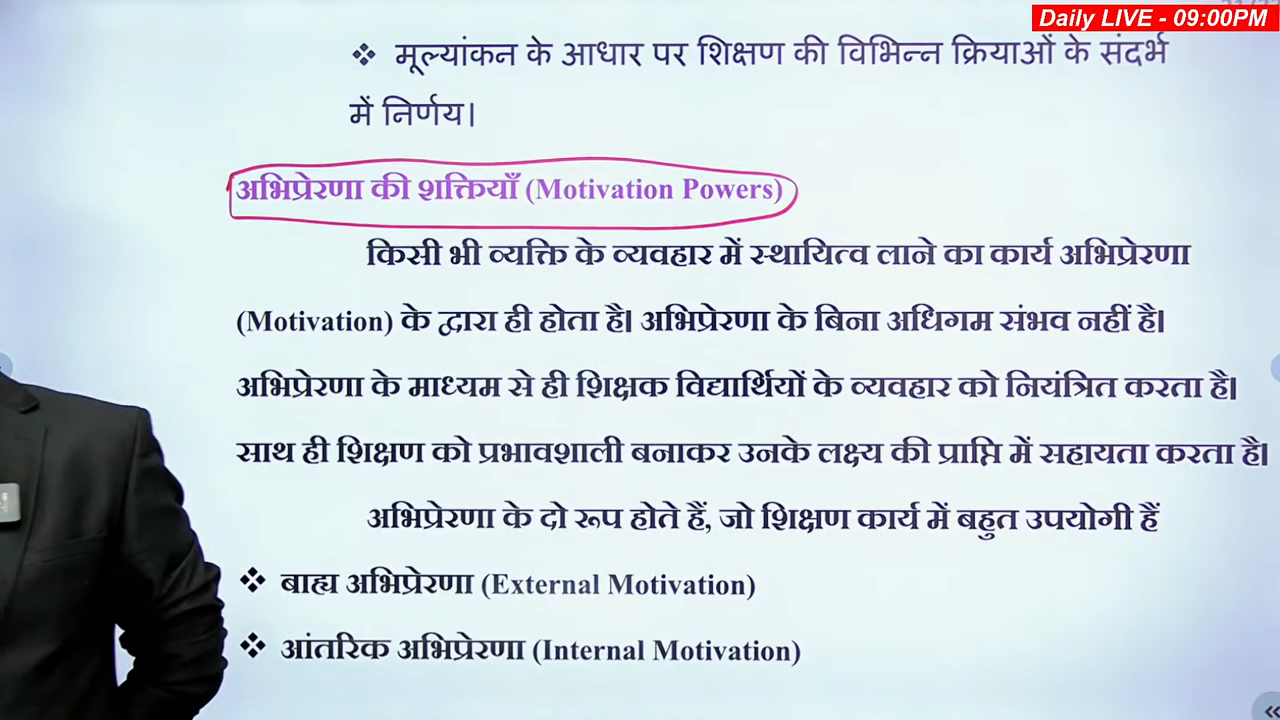 Daily LIVE - 09:00PM
❖ मूल्यांकन के आधार पर शिक्षण की विभिन्न क्रियाओं के संदर्भ
में निर्णय।
अभिप्रेरणा की शक्तियाँ (Motivation Powers)
किसी भी व्यक्ति के व्यवहार में स्थायित्व लाने का कार्य अभिप्रेरणा
(Motivation) के द्वारा ही होता है। अभिप्रेरणा के बिना अधिगम संभव नहीं है।
अभिप्रेरणा के माध्यम से ही शिक्षक विद्यार्थियों के व्यवहार को नियंत्रित करता है।
साथ ही शिक्षण को प्रभावशाली बनाकर उनके लक्ष्य की प्राप्ति में सहायता करता है।
अभिप्रेरणा के दो रूप होते हैं, जो शिक्षण कार्य में बहुत उपयोगी हैं
❖ बाह्य अभिप्रेरणा (External Motivation)
❖ आंतरिक अभिप्रेरणा (Internal Motivation)